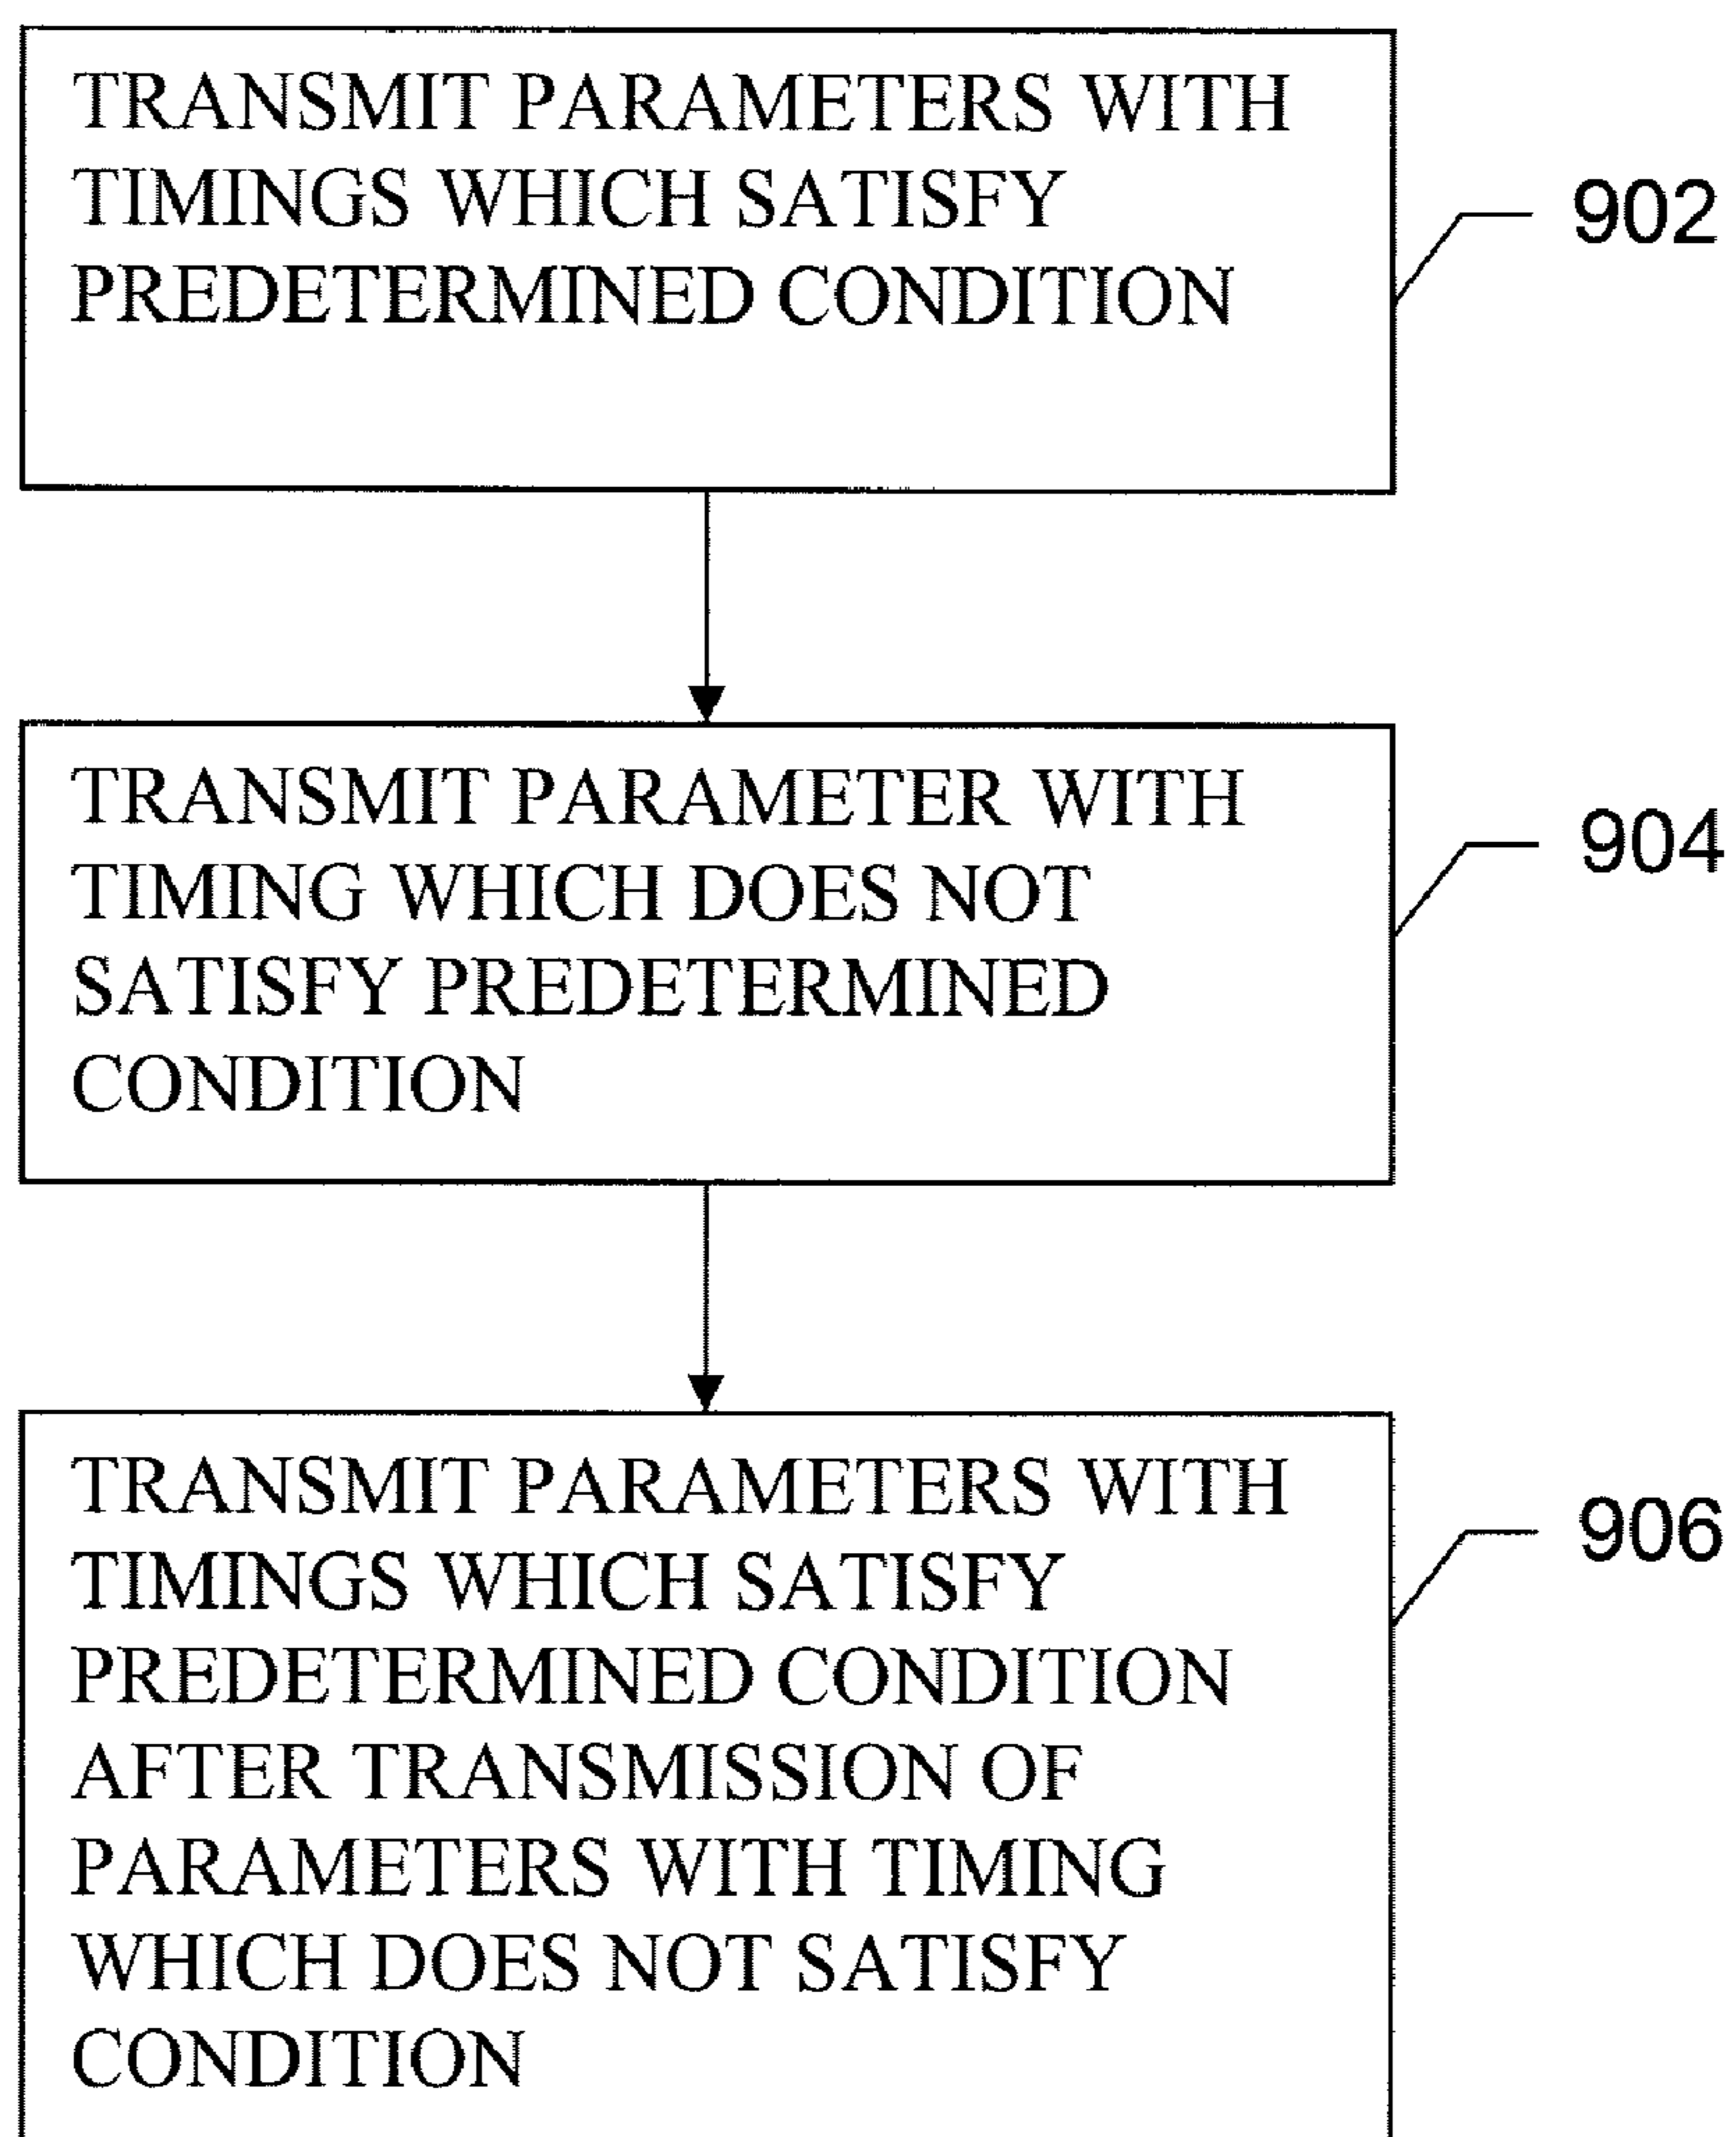 TRANSMIT PARAMETERS WITH
TIMINGS WHICH SATISFY
PREDETERMINED CONDITION
902
TRANSMIT PARAMETER WITH
TIMING WHICH DOES NOT
SATISFY PREDETERMINED
CONDITION
904
TRANSMIT PARAMETERS WITH
TIMINGS WHICH SATISFY
PREDETERMINED CONDITION
AFTER TRANSMISSION OF
PARAMETERS WITH TIMING
WHICH DOES NOT SATISFY
CONDITION
906